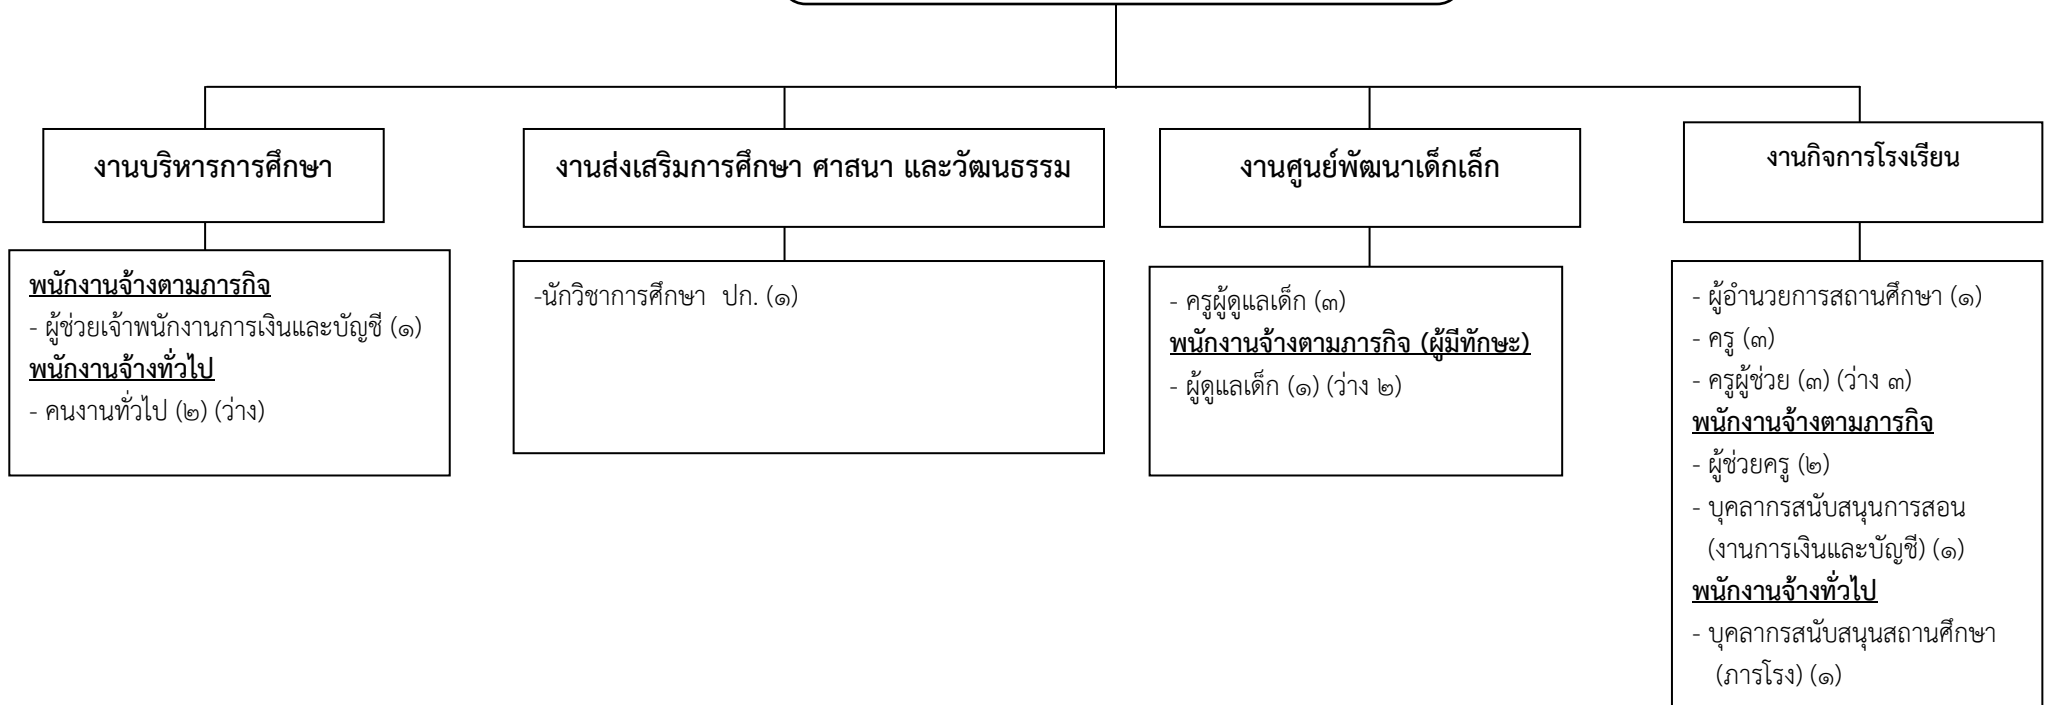 งานบริหารการศึกษา
พนักงานจ้างตามภารกิจ
- ผู้ช่วยเจ้าพนักงานการเงินและบัญชี (๑)
พนักงานจ้างทั่วไป
- คนงานทั่วไป (๒) (ว่าง)
งานส่งเสริมการศึกษา ศาสนา และวัฒนธรรม
-นักวิชาการศึกษา ปก. (๑)
งานศูนย์พัฒนาเด็กเล็ก
- ครูผู้ดูแลเด็ก (๓)
พนักงานจ้างตามภารกิจ (ผู้มีทักษะ)
- ผู้ดูแลเด็ก (๑) (ว่าง ๒)
งานกิจการโรงเรียน
- ผู้อำนวยการสถานศึกษา (๑)
- ครู (๓)
- ครูผู้ช่วย (๓) (ว่าง ๓)
พนักงานจ้างตามภารกิจ
- ผู้ช่วยครู (๒)
- บุคลากรสนับสนุนการสอน
(งานการเงินและบัญชี) (๑)
พนักงานจ้างทั่วไป
- บุคลากรสนับสนุนสถานศึกษา
(ภารโรง) (๑)